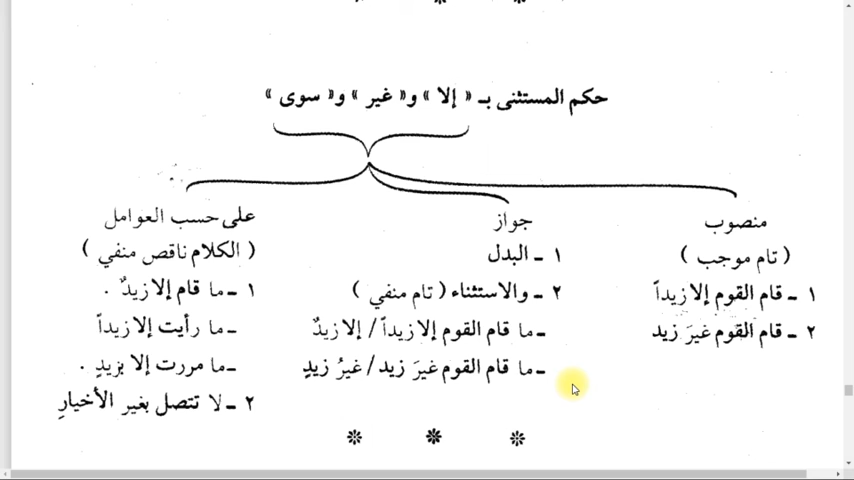 حكم المستثنى بـ « إلا » و« غير » و« سوى »
منصوب
( تام موجب )
١ ـ قام القوم إلا زيداً
٢ ـ قام القوم غيرَ زيد
جواز
١ ـ البدل
٢ ـ والاستثناء ( تام منفي )
ـ ما قام القوم إلا زيداً / إلا زيدٌ
ـ ما قام القوم غيرَ زيد / غيرُ زيدٍ
على حسب العوامل
( الكلام ناقص منفي )
١ ـ ما قام إلا زيدٌ .
ـ ما رأيت إلا زيداً
ـ ما مررت إلا بزيدٍ .
٢ ـ لا تتصل بغير الأخيارِ